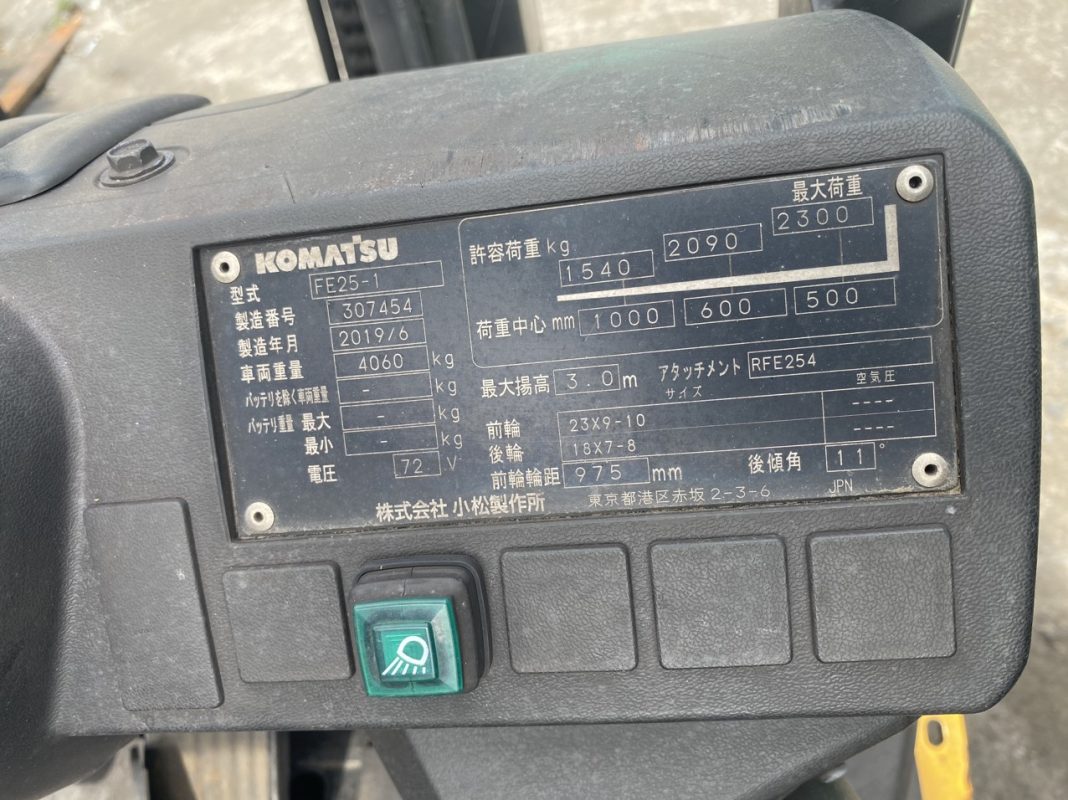 KOMATSU
型式 FE25-1
製造番号 307454
製造年月 2019/6
車両重量 4060 kg
バッテリを除く車両重量 - kg
バッテリ重量 最大 - kg
最小 - kg
電圧 72 V
最大荷重
許容荷重 kg 1540 2090 2300
荷重中心 mm 1000 600 500
最大揚高 3.0 m アタッチメント RFE254
サイズ 空気圧
前輪 23X9-10 ----
後輪 18X7-8 ----
前輪輪距 975 mm 後傾角 11°
株式会社 小松製作所 東京都港区赤坂 2-3-6 JPN